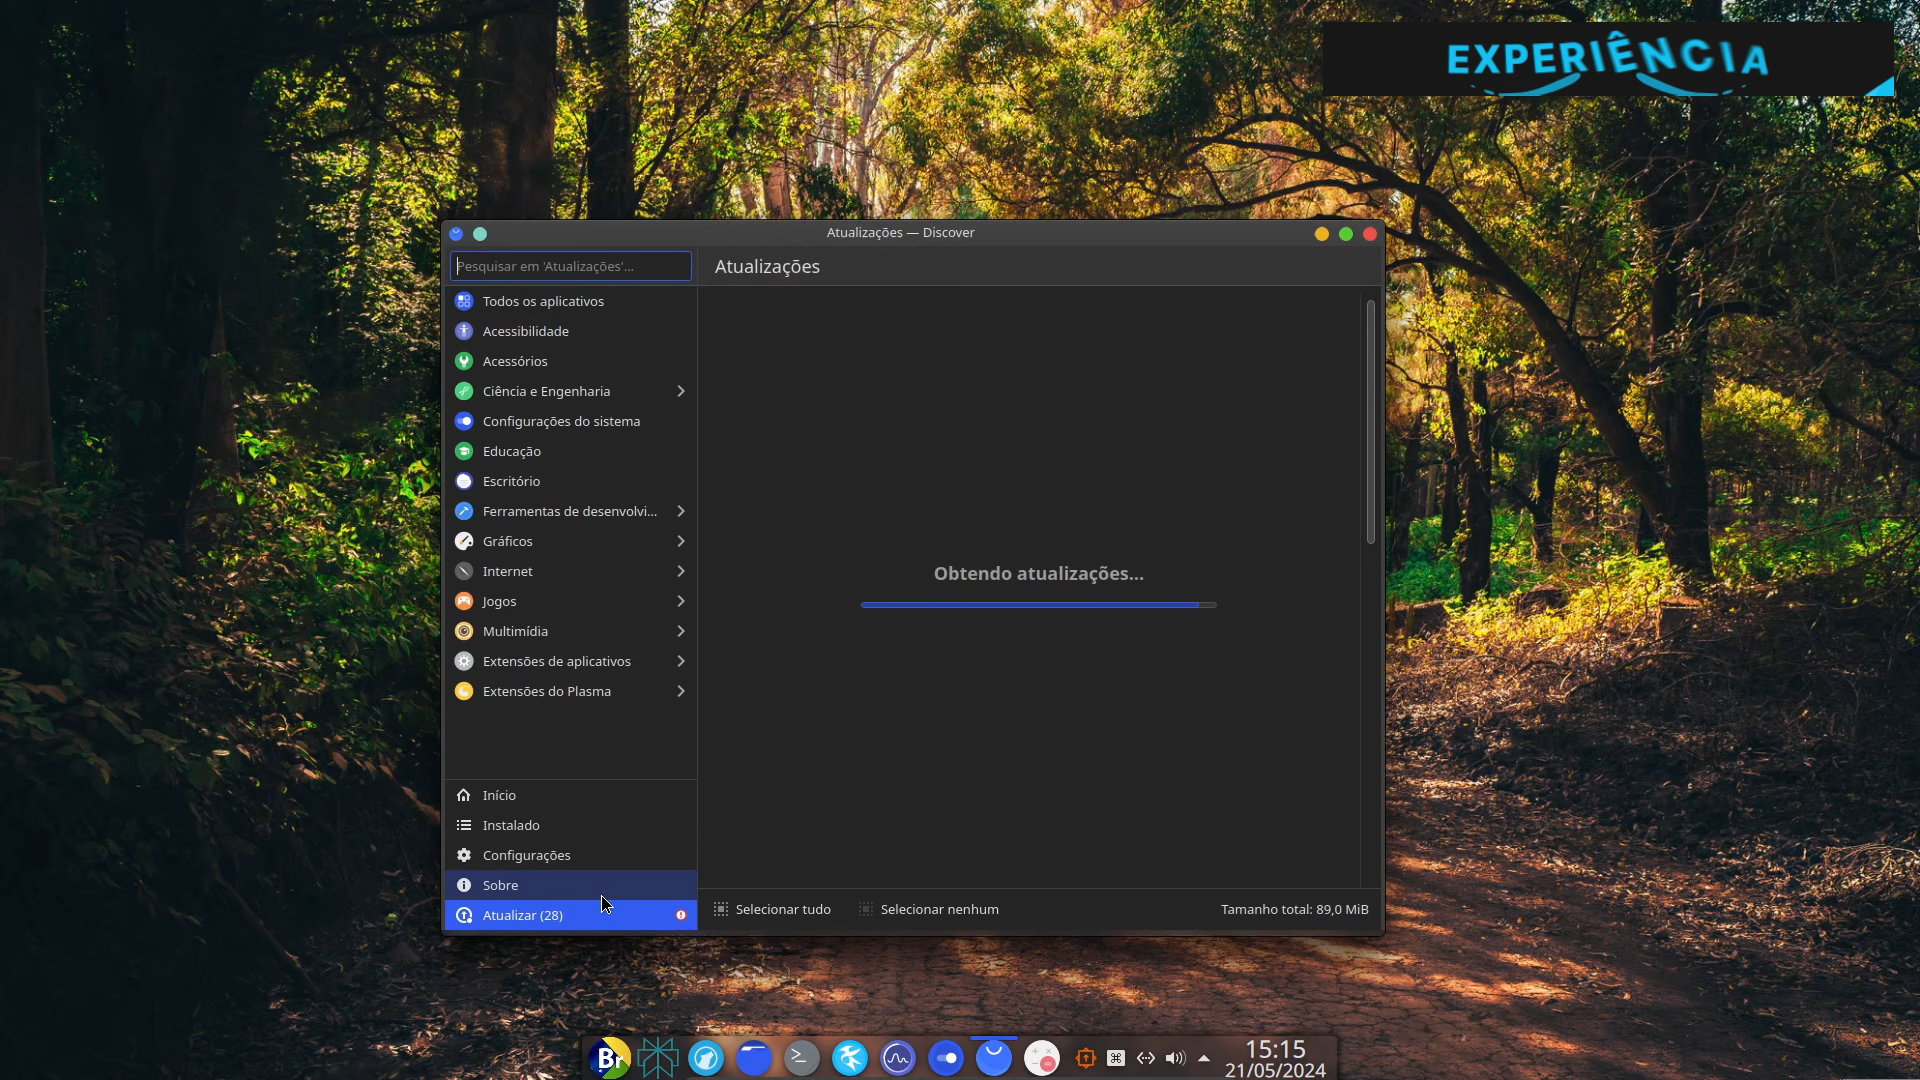 EXPERIÊNCIA
Atualizações — Discover
Pesquisar em 'Atualizações'...
Atualizações
Todos os aplicativos
Acessibilidade
Acessórios
Ciência e Engenharia
Configurações do sistema
Educação
Escritório
Ferramentas de desenvolvi...
Gráficos
Internet
Jogos
Multimídia
Extensões de aplicativos
Extensões do Plasma
Obtendo atualizações...
Início
Instalado
Configurações
Sobre
Atualizar (28)
Selecionar tudo
Selecionar nenhum
Tamanho total: 89,0 MiB
Br
15:15
21/05/2024